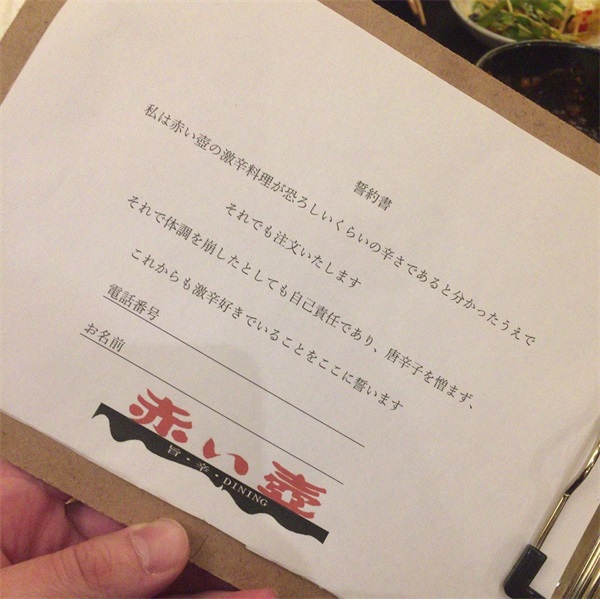 誓約書
私は赤い壺の激辛料理が恐ろしいくらいの辛さであると分かったうえで
それでも注文いたします
それで体調を崩したとしても自己責任であり、唐辛子を憎まず、
これからも激辛好きでいることをここに誓います
電話番号
お名前
赤い壺
旨・辛・DINING